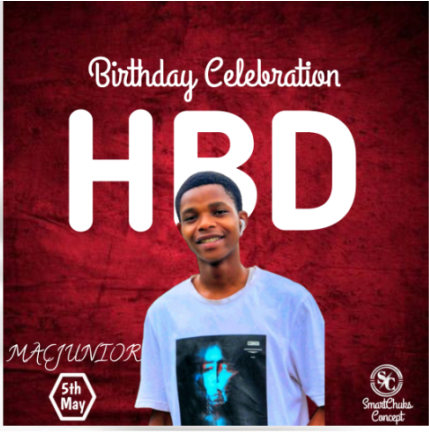 Birthday Celebration
HBD
MACJUNIOR
5th
May
SC
SmartChuks
Concept